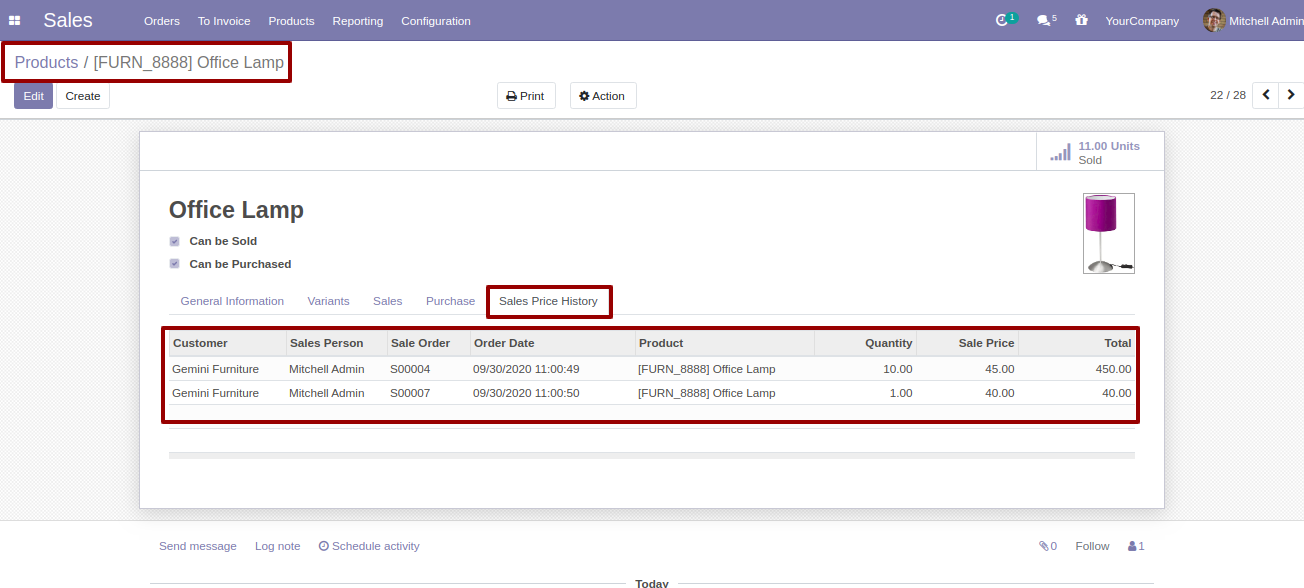 Sales Orders To Invoice Products Reporting Configuration 1 5 YourCompany Mitchell Admin
Products / [FURN_8888] Office Lamp
Edit Create Print Action 22 / 28
11.00 Units
Sold
Office Lamp
Can be Sold
Can be Purchased
General Information Variants Sales Purchase Sales Price History
Customer Sales Person Sale Order Order Date Product Quantity Sale Price Total
Gemini Furniture Mitchell Admin S00004 09/30/2020 11:00:49 [FURN_8888] Office Lamp 10.00 45.00 450.00
Gemini Furniture Mitchell Admin S00007 09/30/2020 11:00:50 [FURN_8888] Office Lamp 1.00 40.00 40.00
Send message Log note Schedule activity 0 Follow 1
Today